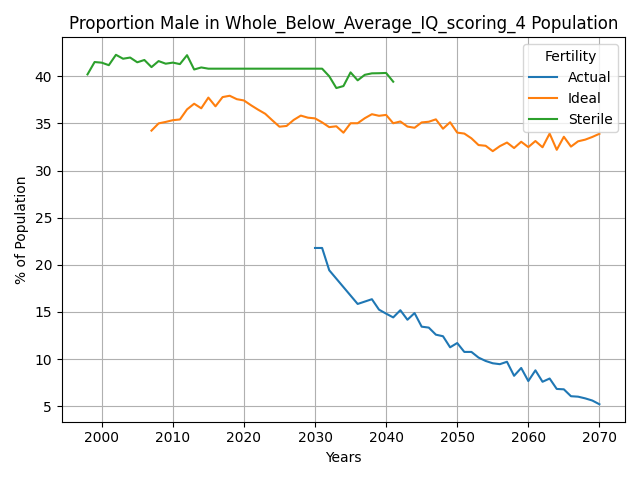 Proportion Male in Whole_Below_Average_IQ_scoring_4 Population
Fertility
Actual
Ideal
Sterile
% of Population
40
35
30
25
20
15
10
5
2000 2010 2020 2030 2040 2050 2060 2070
Years